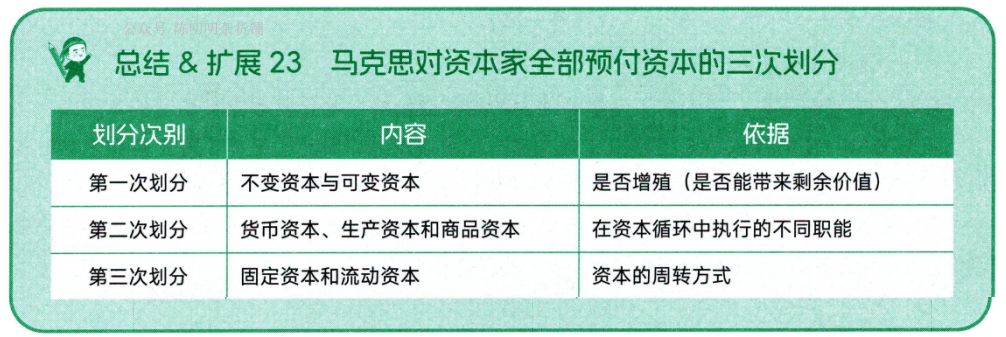 总结 & 扩展 23 马克思对资本家全部预付资本的三次划分
划分次别 内容 依据
第一次划分 不变资本与可变资本 是否增殖（是否能带来剩余价值）
第二次划分 货币资本、生产资本和商品资本 在资本循环中执行的不同职能
第三次划分 固定资本和流动资本 资本的周转方式